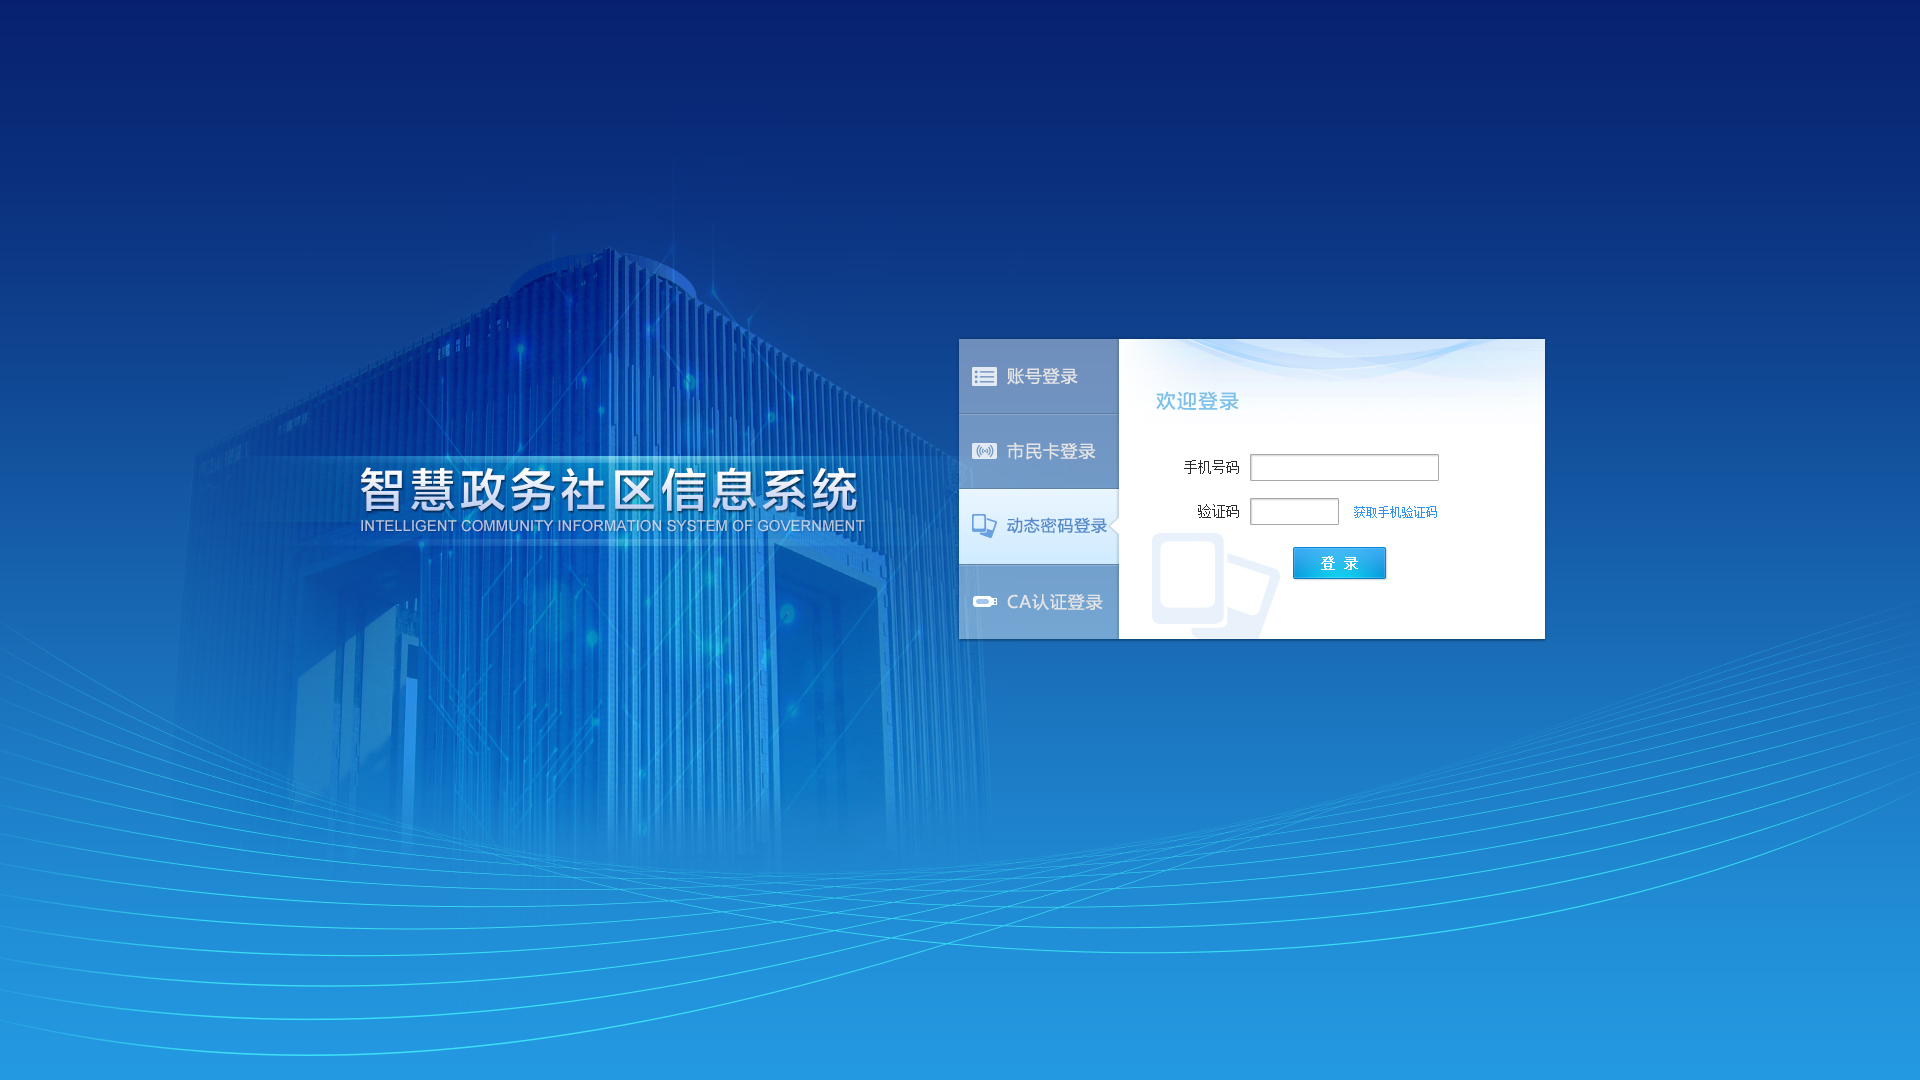 智慧政务社区信息系统
INTELLIGENT COMMUNITY INFORMATION SYSTEM OF GOVERNMENT
账号登录
市民卡登录
动态密码登录
CA认证登录
欢迎登录
手机号码
验证码 获取手机验证码
登 录